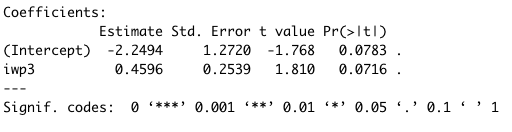 Coefficients:
            Estimate Std. Error t value Pr(>|t|)
(Intercept)  -2.2494     1.2720  -1.768   0.0783 .
iwp3          0.4596     0.2539   1.810   0.0716 .
---
Signif. codes:  0 ‘***’ 0.001 ‘**’ 0.01 ‘*’ 0.05 ‘.’ 0.1 ‘ ’ 1